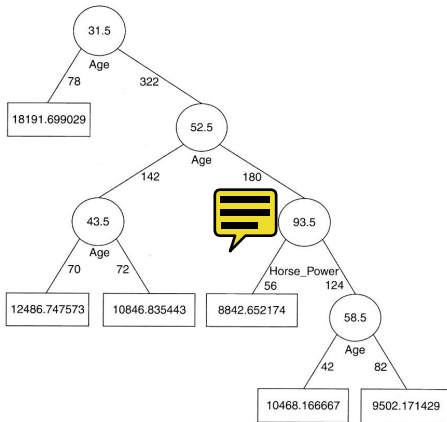 31.5
Age
78 322
18191.699029
52.5
Age
142 180
43.5 93.5
Age Horse_Power
70 72 56 124
12486.747573 10846.835443 8842.652174 58.5
Age
42 82
10468.166667 9502.171429